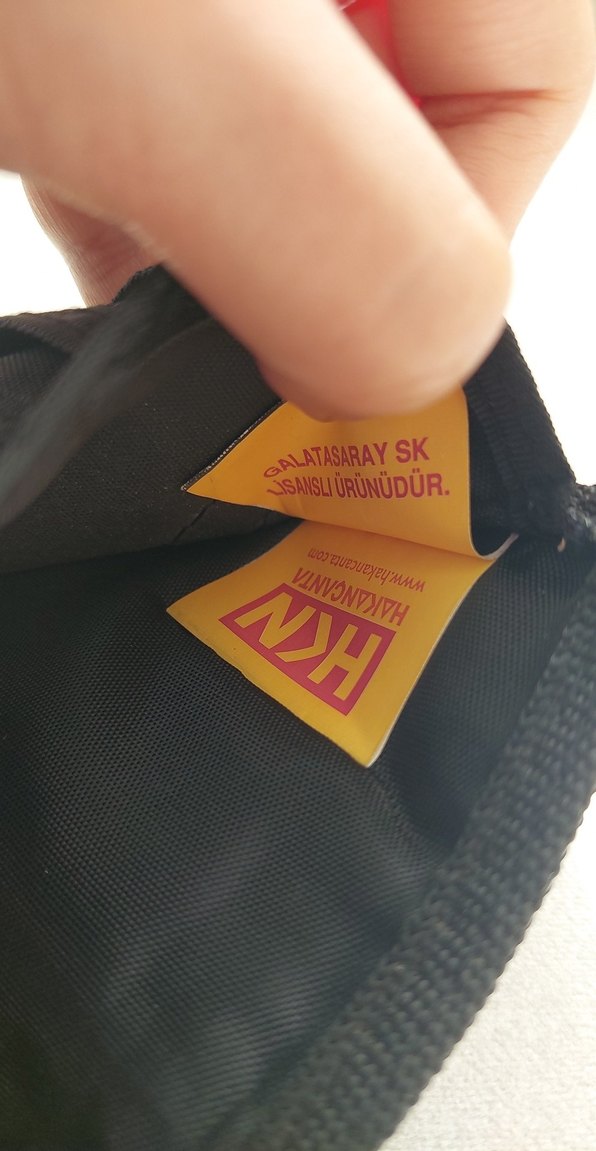 GALATASARAY SK
LİSANSLI ÜRÜNÜDÜR.
HKN
HAKANÇANTA
www.hakancanta.com